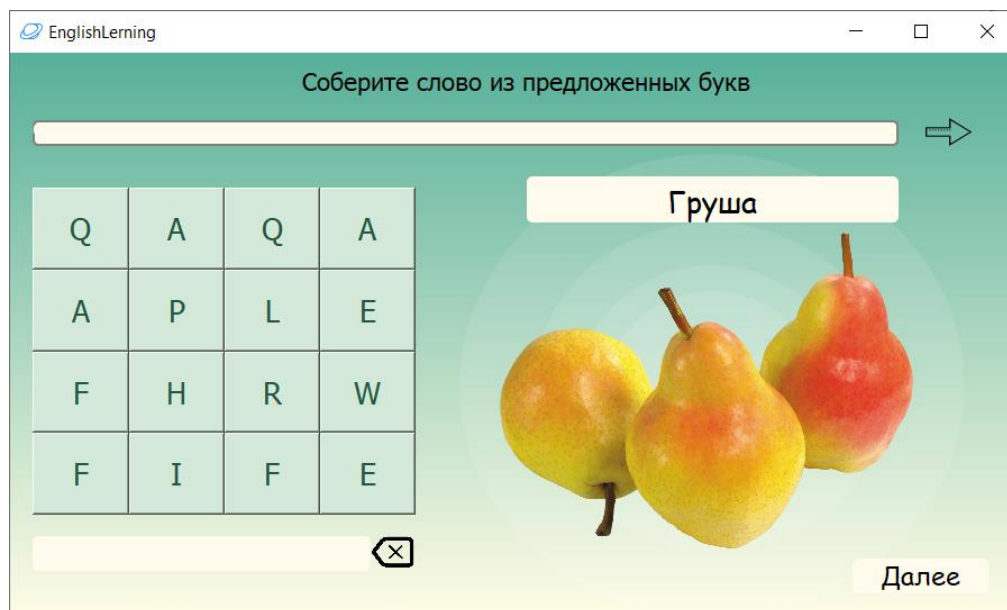 EnglishLerning
Соберите слово из предложенных букв
Груша
Q A Q A
A P L E
F H R W
F I F E
Далее